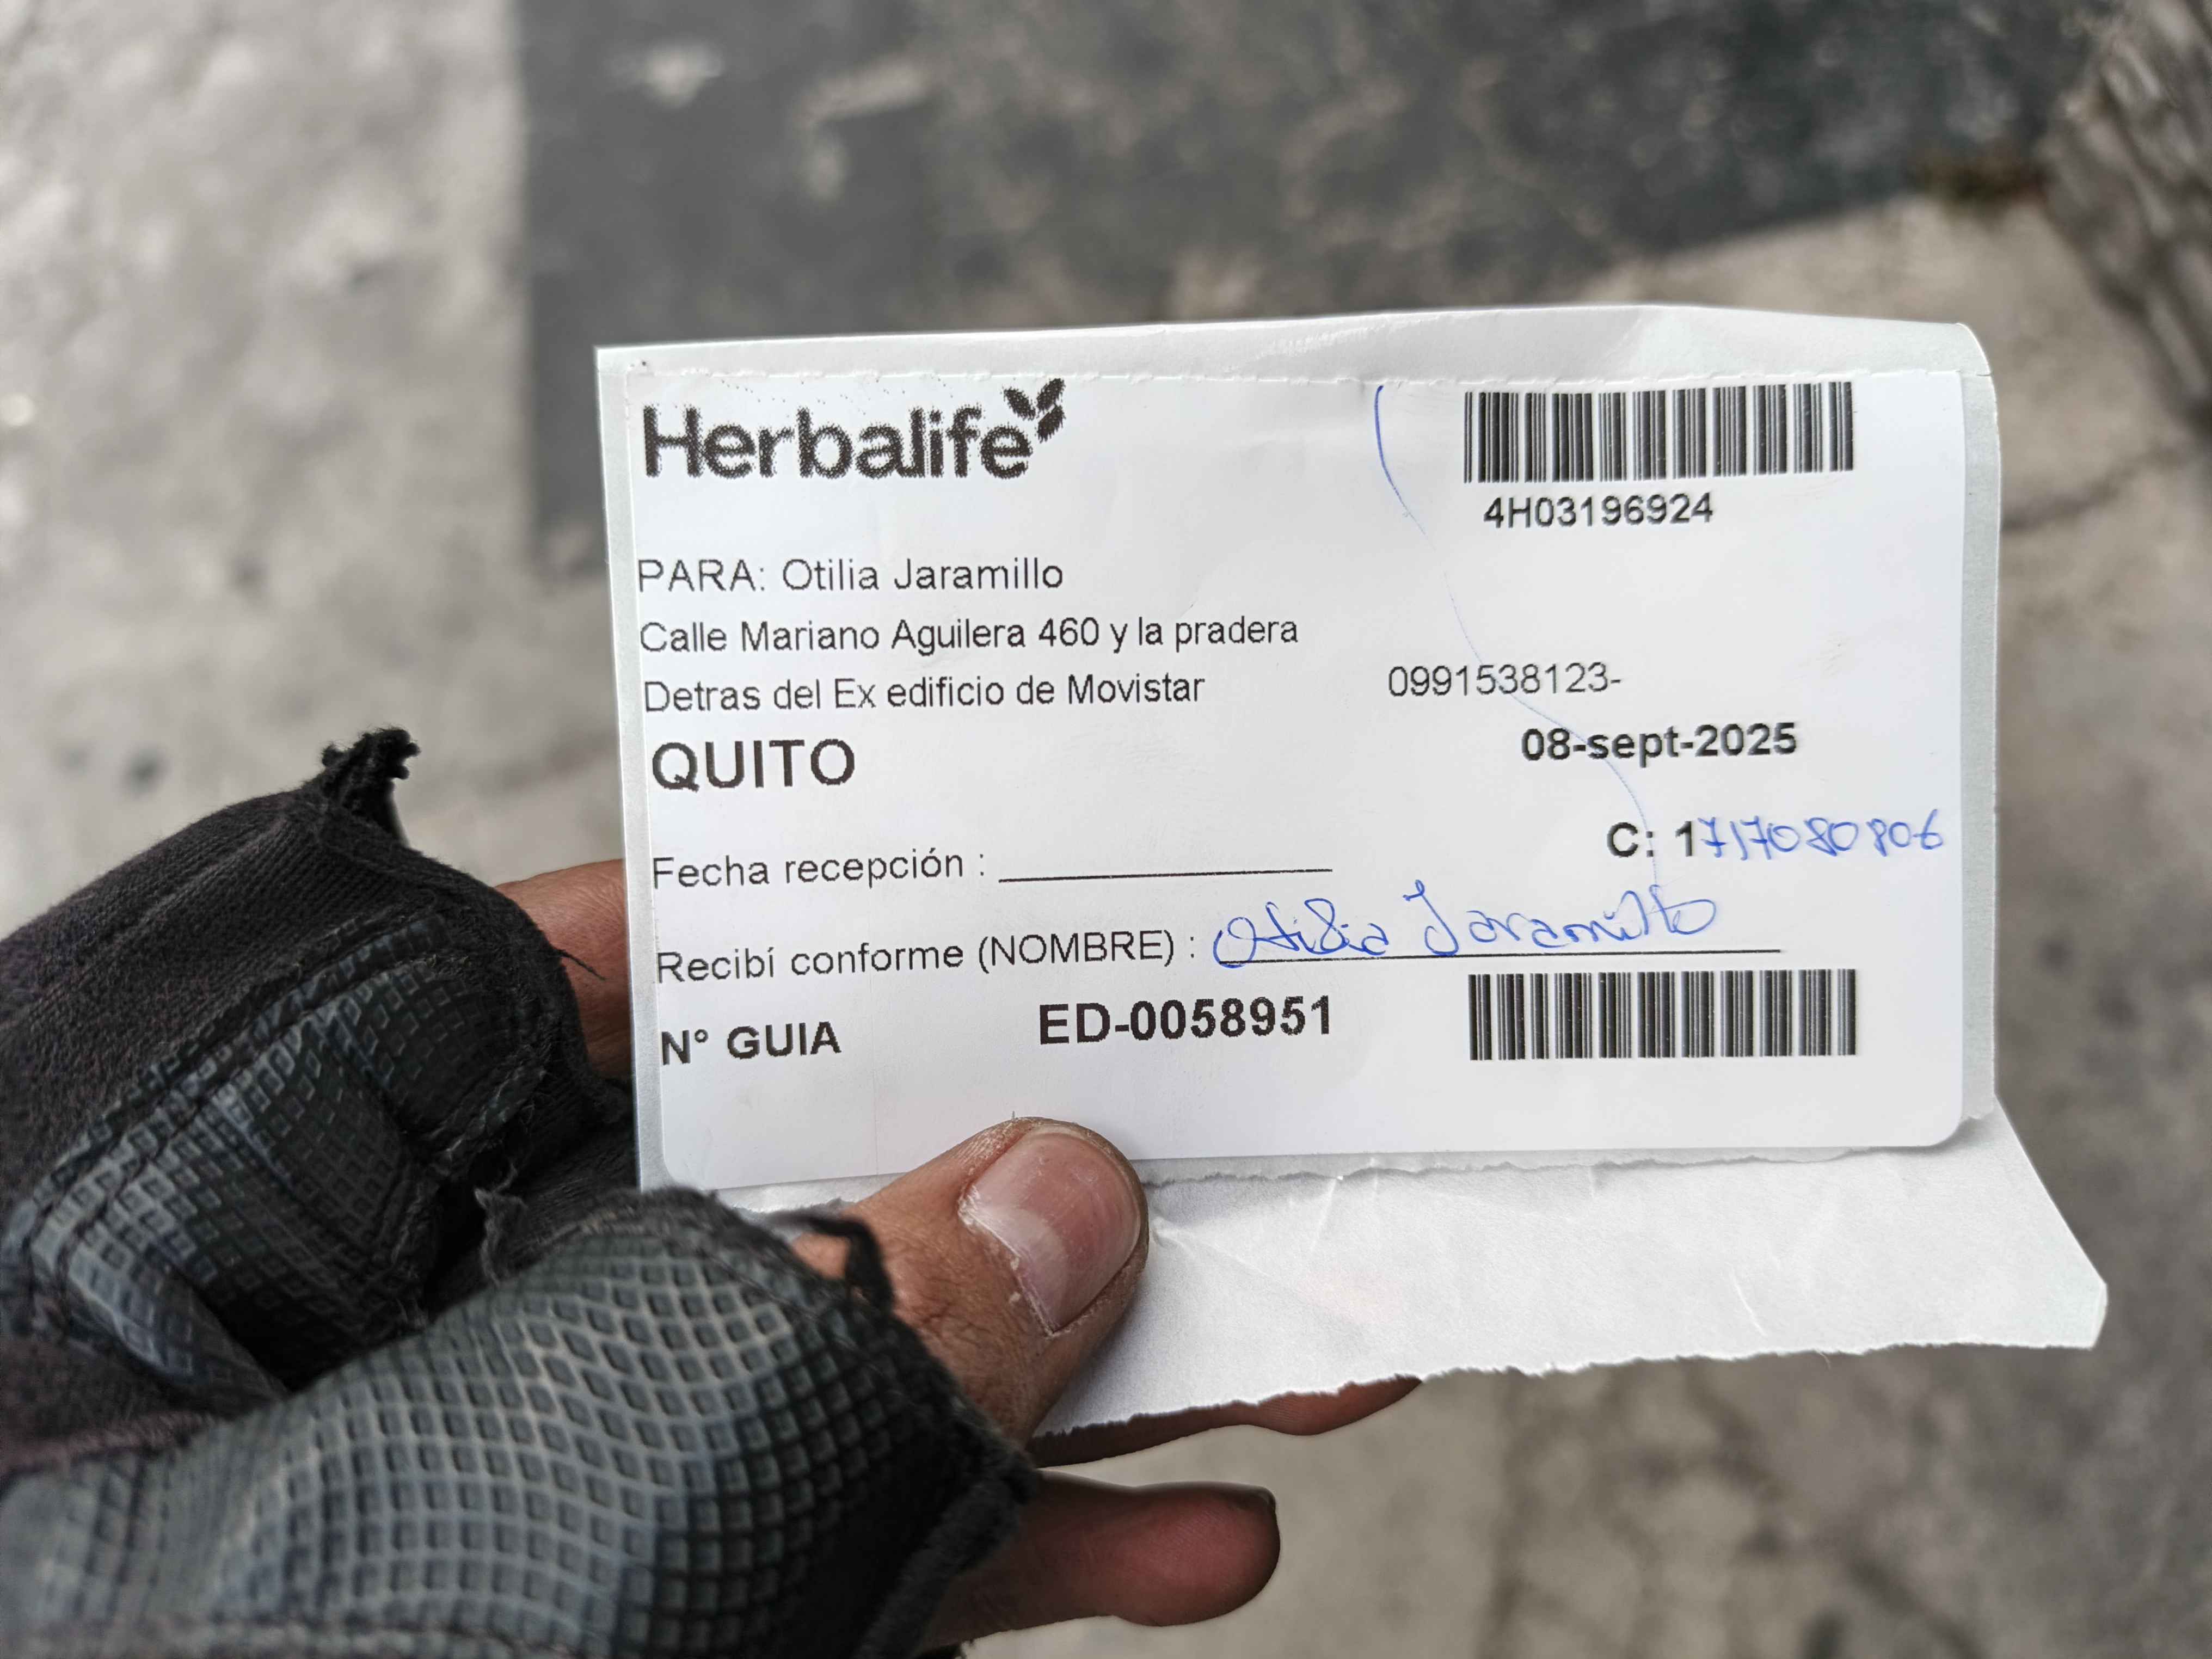 Herbalife
4H03196924
PARA: Otilia Jaramillo
Calle Mariano Aguilera 460 y la pradera
Detras del Ex edificio de Movistar 0991538123-
QUITO 08-sept-2025
C: 1717080806
Fecha recepción :
Recibí conforme (NOMBRE) : Otilia Jaramillo
N° GUIA ED-0058951